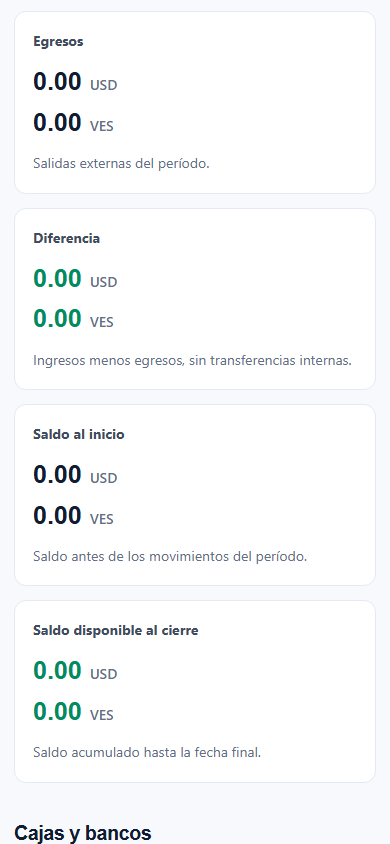 Egresos
0.00 USD
0.00 VES
Salidas externas del período.
Diferencia
0.00 USD
0.00 VES
Ingresos menos egresos, sin transferencias internas.
Saldo al inicio
0.00 USD
0.00 VES
Saldo antes de los movimientos del período.
Saldo disponible al cierre
0.00 USD
0.00 VES
Saldo acumulado hasta la fecha final.
Cajas y bancos